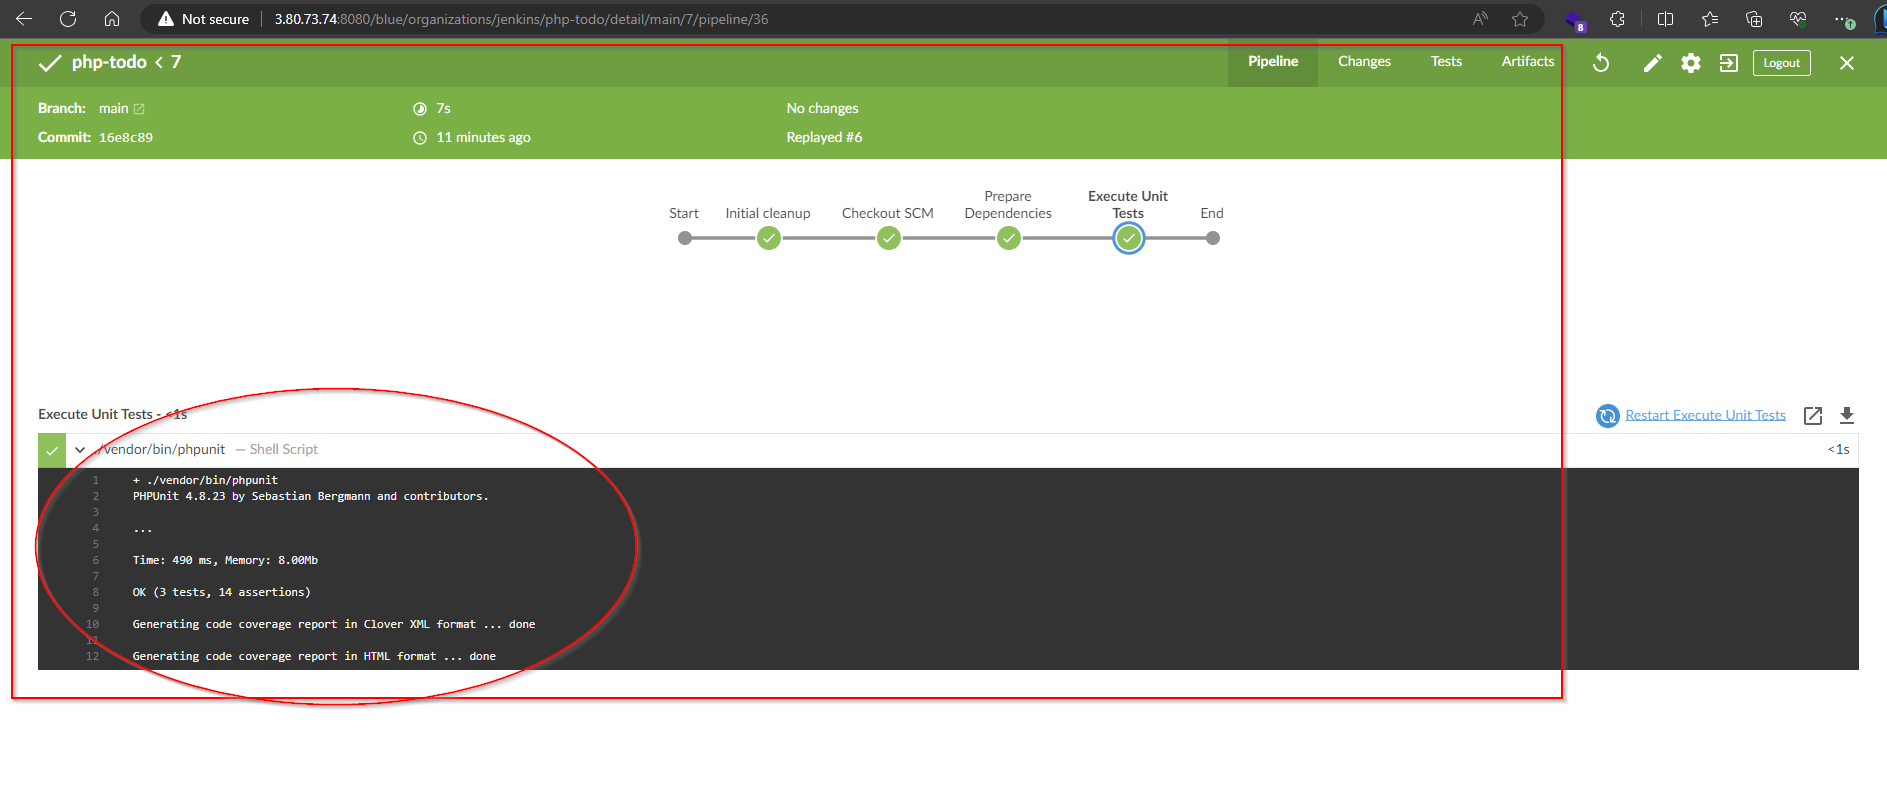 Not secure 3.80.73.74:8080/blue/organizations/jenkins/php-todo/detail/main/7/pipeline/36
8
php-todo < 7
Pipeline Changes Tests Artifacts Logout
Branch: main 7s No changes
Commit: 16e8c89 11 minutes ago Replayed #6
Start Initial cleanup Checkout SCM Prepare Dependencies Execute Unit Tests End
Execute Unit Tests - <1s Restart Execute Unit Tests
./vendor/bin/phpunit — Shell Script <1s
1 + ./vendor/bin/phpunit
2 PHPUnit 4.8.23 by Sebastian Bergmann and contributors.
3
4 ...
5
6 Time: 490 ms, Memory: 8.00Mb
7
8 OK (3 tests, 14 assertions)
9
10 Generating code coverage report in Clover XML format ... done
11
12 Generating code coverage report in HTML format ... done